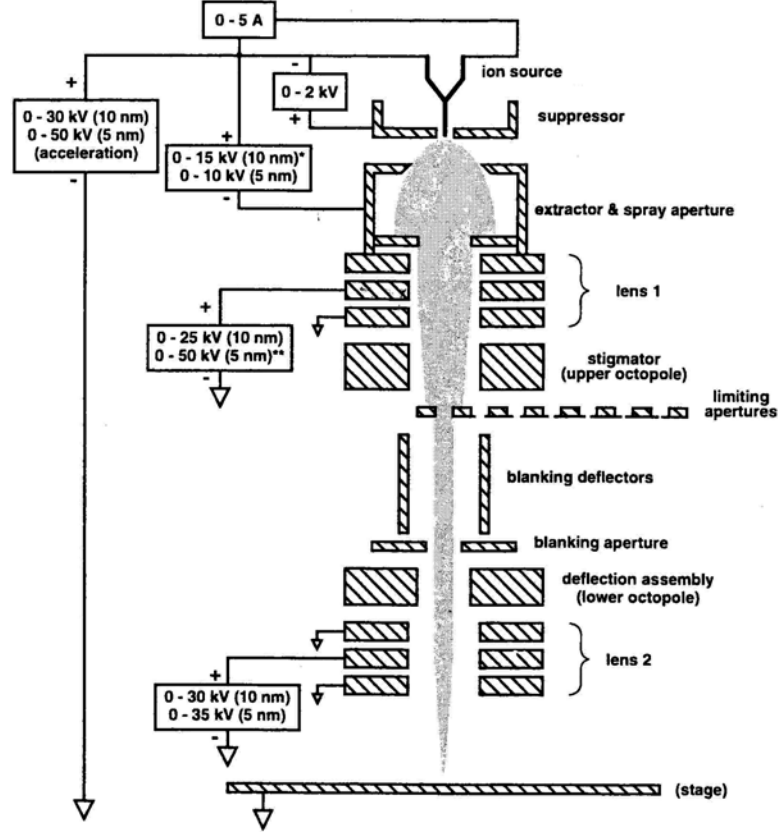 0 - 5 A
ion source
+
-
0 - 2 kV
+
suppressor
0 - 30 kV (10 nm)
0 - 50 kV (5 nm)
(acceleration)
-
+
0 - 15 kV (10 nm)*
0 - 10 kV (5 nm)
-
extractor & spray aperture
lens 1
+
0 - 25 kV (10 nm)
0 - 50 kV (5 nm)**
-
stigmator
(upper octopole)
limiting
apertures
blanking deflectors
blanking aperture
deflection assembly
(lower octopole)
lens 2
+
0 - 30 kV (10 nm)
0 - 35 kV (5 nm)
-
(stage)